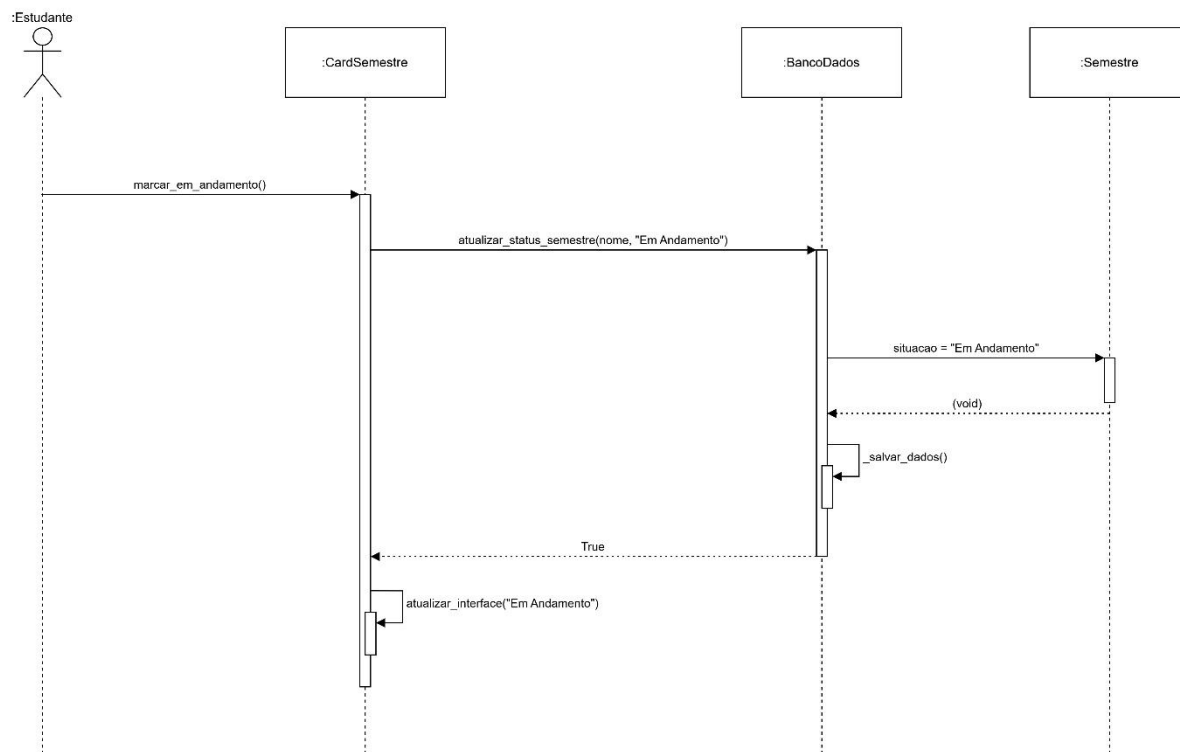 :Estudante
:CardSemestre
:BancoDados
:Semestre
marcar_em_andamento()
atualizar_status_semestre(nome, "Em Andamento")
situacao = "Em Andamento"
(void)
_salvar_dados()
True
atualizar_interface("Em Andamento")